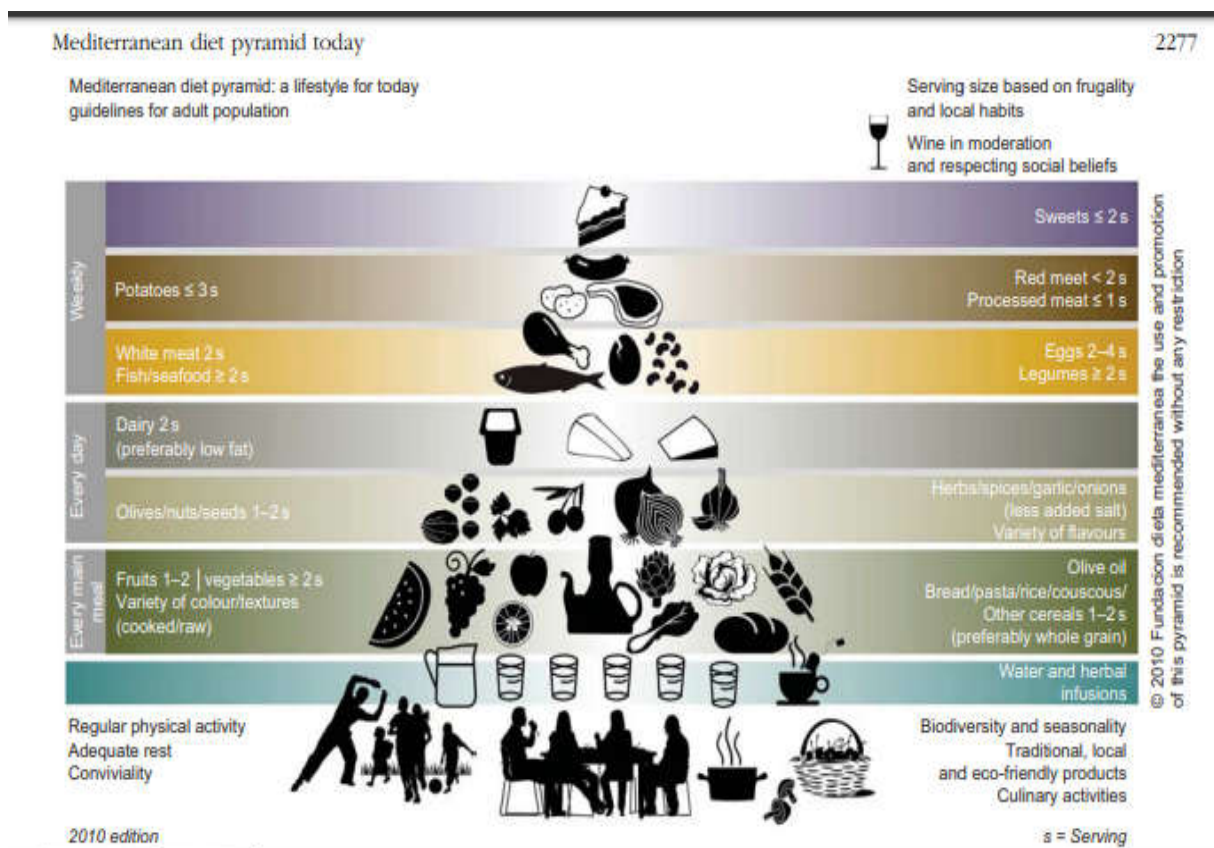 Mediterranean diet pyramid today
2277
Mediterranean diet pyramid: a lifestyle for today
guidelines for adult population
Serving size based on frugality
and local habits
Wine in moderation
and respecting social beliefs
Weekly
Sweets ≤ 2 s
Potatoes ≤ 3 s
Red meet < 2 s
Processed meat ≤ 1 s
White meat 2 s
Fish/seafood ≥ 2 s
Eggs 2–4 s
Legumes ≥ 2 s
Every day
Dairy 2 s
(preferably low fat)
Olives/nuts/seeds 1–2 s
Herbs/spices/garlic/onions
(less added salt)
Variety of flavours
Every main
meal
Fruits 1–2 | vegetables ≥ 2 s
Variety of colour/textures
(cooked/raw)
Olive oil
Bread/pasta/rice/couscous/
Other cereals 1–2 s
(preferably whole grain)
Water and herbal
infusions
Regular physical activity
Adequate rest
Conviviality
Biodiversity and seasonality
Traditional, local
and eco-friendly products
Culinary activities
2010 edition
s = Serving
© 2010 Fundacion dieta mediterranea the use and promotion
of this pyramid is recommended without any restriction